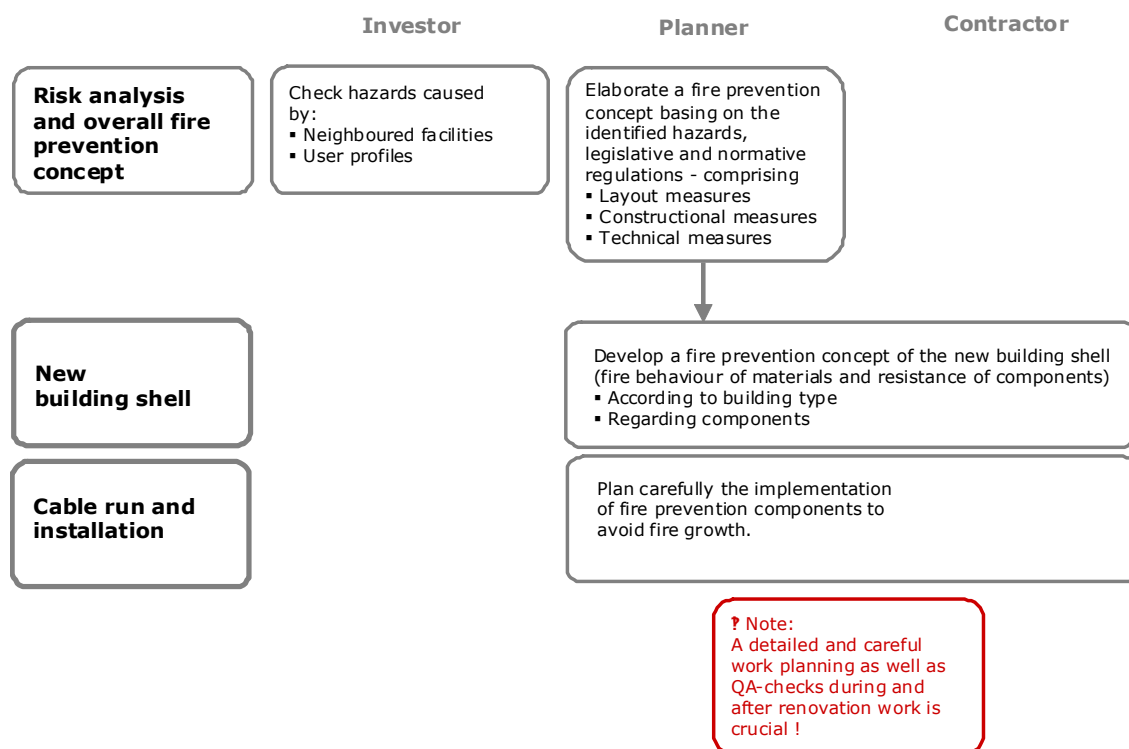 Investor
Planner
Contractor
Risk analysis
and overall fire
prevention
concept
Check hazards caused
by:
▪ Neighboured facilities
▪ User profiles
Elaborate a fire prevention
concept basing on the
identified hazards,
legislative and normative
regulations - comprising
▪ Layout measures
▪ Constructional measures
▪ Technical measures
New
building shell
Develop a fire prevention concept of the new building shell
(fire behaviour of materials and resistance of components)
▪ According to building type
▪ Regarding components
Cable run and
installation
Plan carefully the implementation
of fire prevention components to
avoid fire growth.
‽ Note:
A detailed and careful
work planning as well as
QA-checks during and
after renovation work is
crucial !